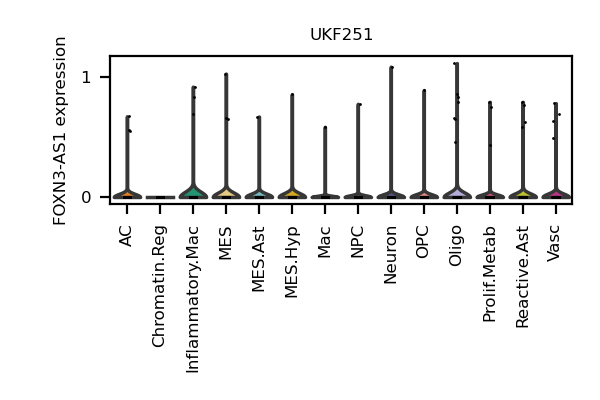 UKF251
FOXN3-AS1 expression
1
0
AC
Chromatin.Reg
Inflammatory.Mac
MES
MES.Ast
MES.Hyp
Mac
NPC
Neuron
OPC
Oligo
Prolif.Metab
Reactive.Ast
Vasc